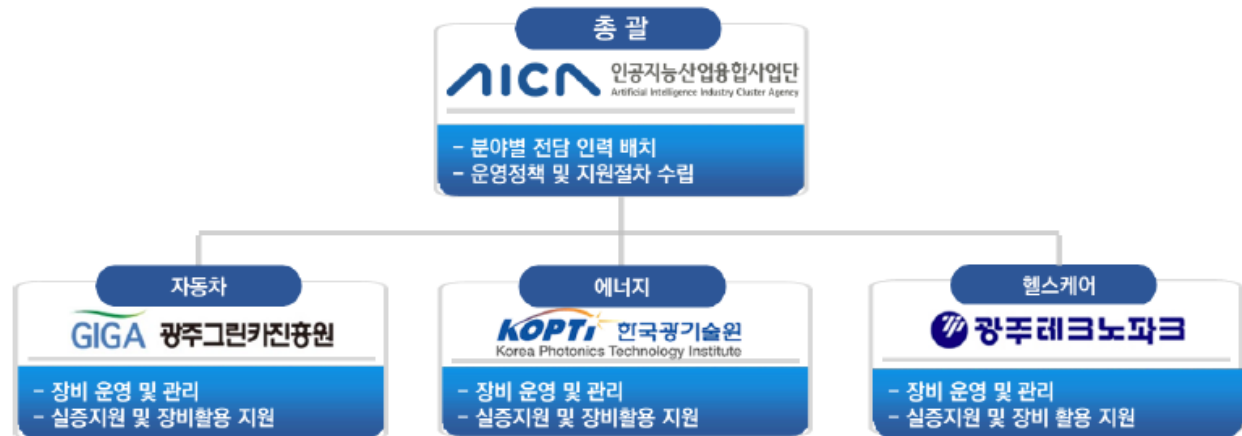 총 괄
AICA 인공지능산업융합사업단
Artificial Intelligence Industry Cluster Agency
- 분야별 전담 인력 배치
- 운영정책 및 지원절차 수립
자동차
GIGA 광주그린카진흥원
- 장비 운영 및 관리
- 실증지원 및 장비활용 지원
에너지
KOPTi 한국광기술원
Korea Photonics Technology Institute
- 장비 운영 및 관리
- 실증지원 및 장비활용 지원
헬스케어
광주테크노파크
- 장비 운영 및 관리
- 실증지원 및 장비 활용 지원